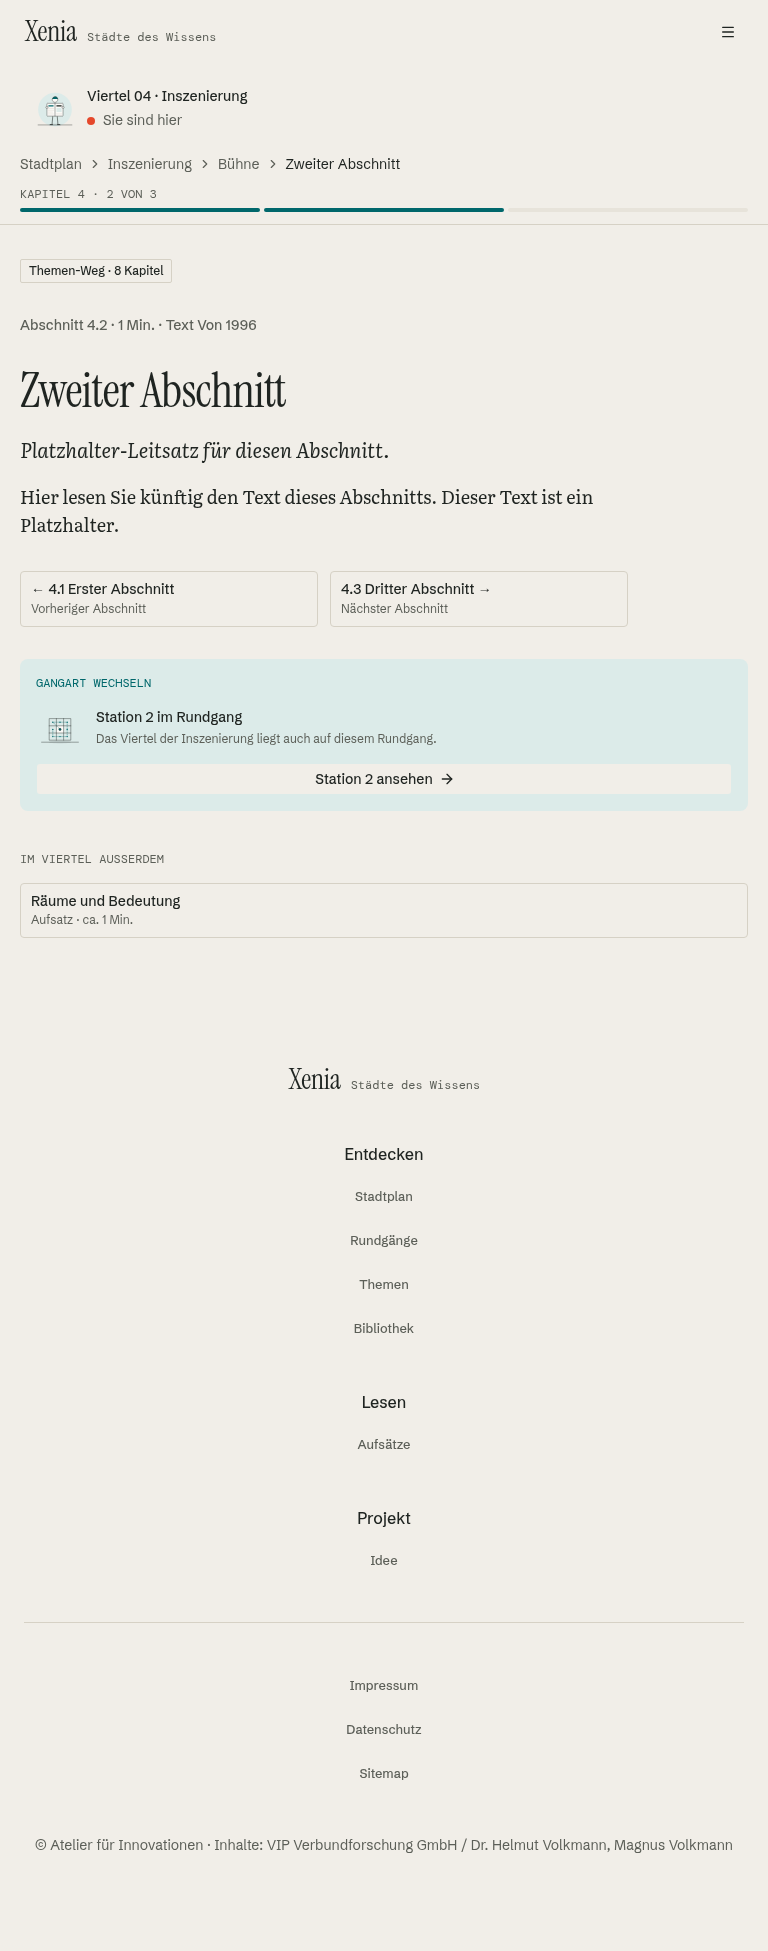 Xenia Städte des Wissens
Viertel 04 · Inszenierung
Sie sind hier
Stadtplan > Inszenierung > Bühne > Zweiter Abschnitt
KAPITEL 4 · 2 VON 3
Themen-Weg · 8 Kapitel
Abschnitt 4.2 · 1 Min. · Text Von 1996
Zweiter Abschnitt
Platzhalter-Leitsatz für diesen Abschnitt.
Hier lesen Sie künftig den Text dieses Abschnitts. Dieser Text ist ein
Platzhalter.
← 4.1 Erster Abschnitt
Vorheriger Abschnitt
4.3 Dritter Abschnitt →
Nächster Abschnitt
GANGART WECHSELN
Station 2 im Rundgang
Das Viertel der Inszenierung liegt auch auf diesem Rundgang.
Station 2 ansehen →
IM VIERTEL AUSSERDEM
Räume und Bedeutung
Aufsatz · ca. 1 Min.
Xenia Städte des Wissens
Entdecken
Stadtplan
Rundgänge
Themen
Bibliothek
Lesen
Aufsätze
Projekt
Idee
Impressum
Datenschutz
Sitemap
© Atelier für Innovationen · Inhalte: VIP Verbundforschung GmbH / Dr. Helmut Volkmann, Magnus Volkmann